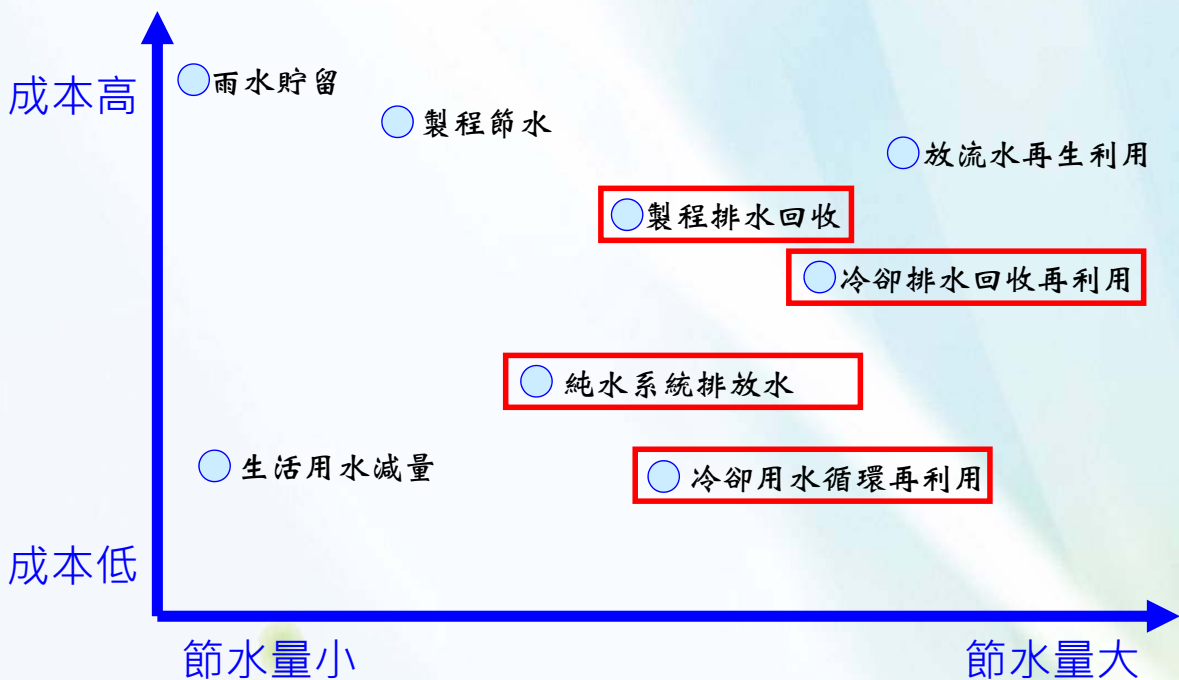 雨水貯留
成本高
製程節水
放流水再生利用
製程排水回收
冷卻排水回收再利用
純水系統排放水
生活用水減量
冷卻用水循環再利用
成本低
節水量小
節水量大